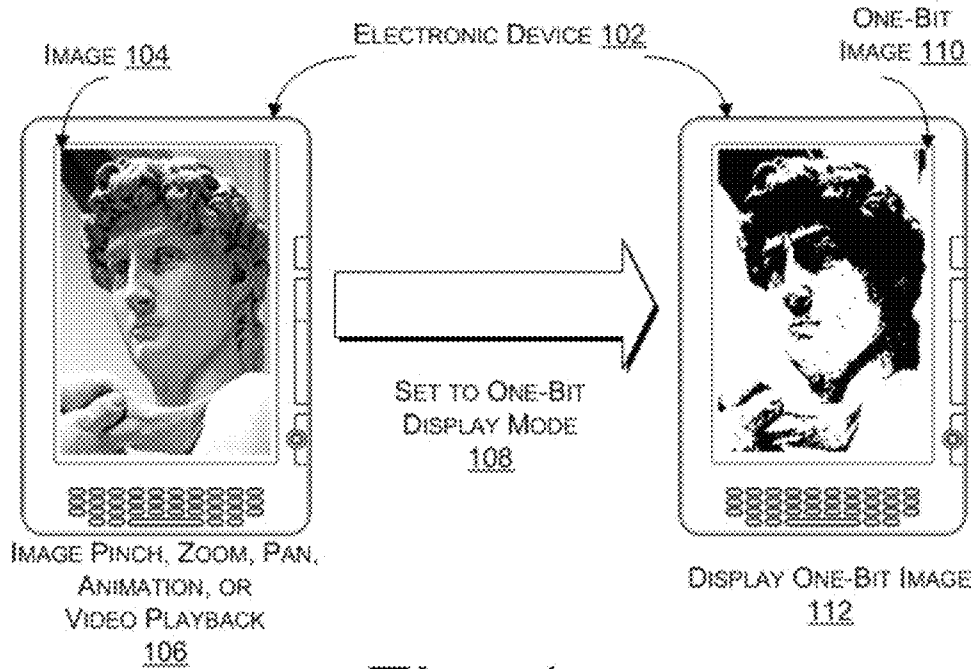 IMAGE 104
ELECTRONIC DEVICE 102
ONE-BIT
IMAGE 110
SET TO ONE-BIT
DISPLAY MODE
108
IMAGE PINCH, ZOOM, PAN,
ANIMATION, OR
VIDEO PLAYBACK
106
DISPLAY ONE-BIT IMAGE
112